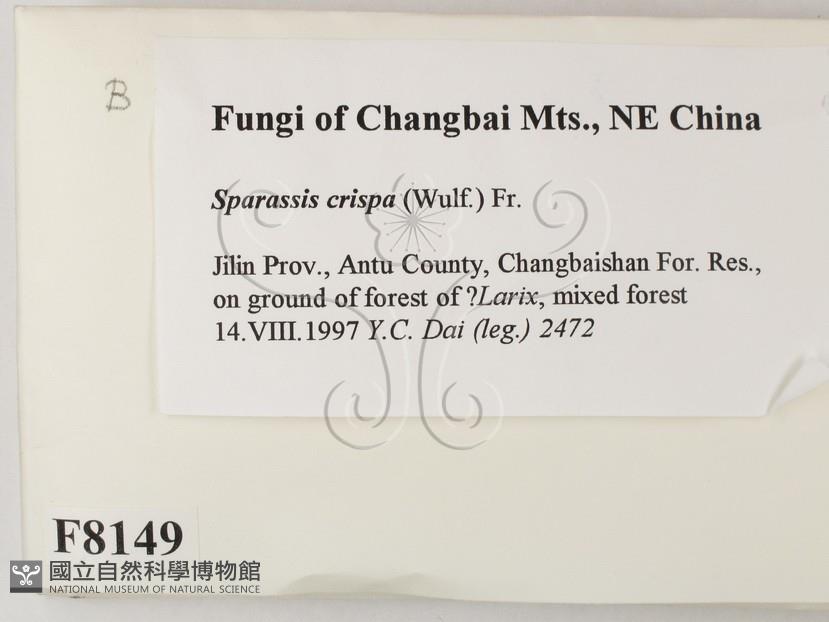 B
Fungi of Changbai Mts., NE China
Sparassis crispa (Wulf.) Fr.
Jilin Prov., Antu County, Changbaishan For. Res.,
on ground of forest of ?Larix, mixed forest
14.VIII.1997 Y.C. Dai (leg.) 2472
F8149
國立自然科學博物館
NATIONAL MUSEUM OF NATURAL SCIENCE